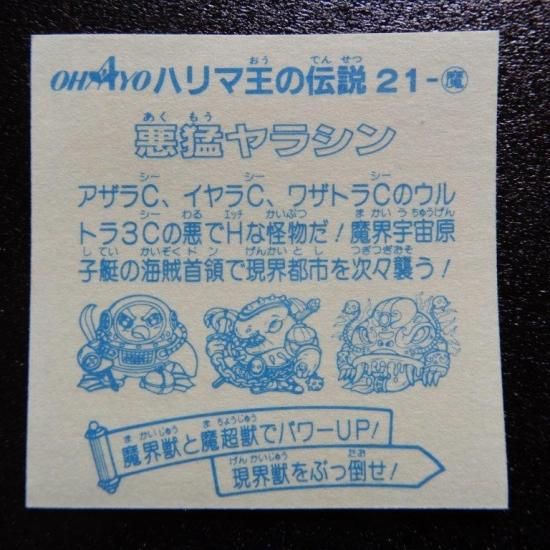 OHAYO ハリマ王の伝説 21-魔
悪猛ヤラシン
アザラC、イヤラC、ワザトラCのウル
トラ3Cの悪でHな怪物だ!魔界宇宙原
子艇の海賊首領で現界都市を次々襲う!
魔界獣と魔超獣でパワーUP!
現界獣をぶっ倒せ!